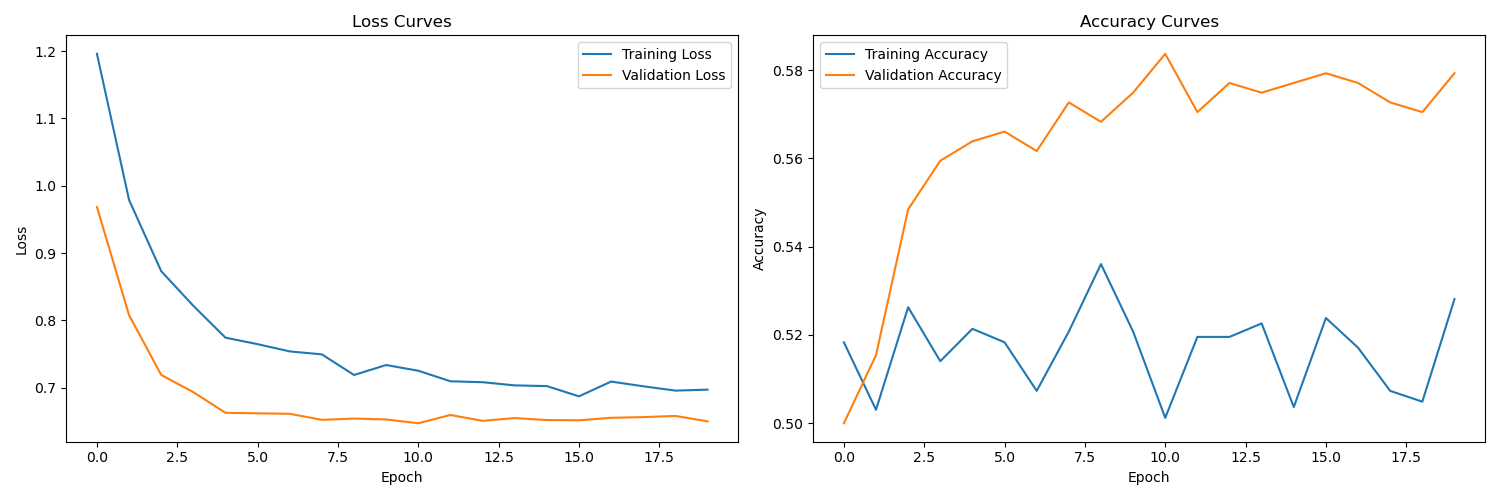 Loss Curves
1.2
1.1
1.0
0.9
0.8
0.7
Loss
Training Loss
Validation Loss
0.0 2.5 5.0 7.5 10.0 12.5 15.0 17.5
Epoch
Accuracy Curves
0.58
0.56
0.54
0.52
0.50
Accuracy
Training Accuracy
Validation Accuracy
0.0 2.5 5.0 7.5 10.0 12.5 15.0 17.5
Epoch